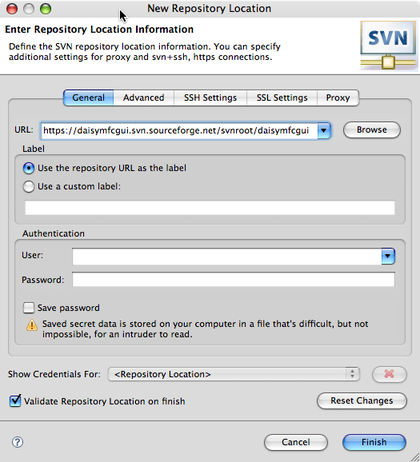 New Repository Location
Enter Repository Location Information
Define the SVN repository location information. You can specify
additional settings for proxy and svn+ssh, https connections.
SVN
General Advanced SSH Settings SSL Settings Proxy
URL: https://daisymfcgui.svn.sourceforge.net/svnroot/daisymfcgui Browse
Label
Use the repository URL as the label
Use a custom label:
Authentication
User:
Password:
Save password
Saved secret data is stored on your computer in a file that's difficult, but not
impossible, for an intruder to read.
Show Credentials For: <Repository Location>
Validate Repository Location on finish Reset Changes
? Cancel Finish